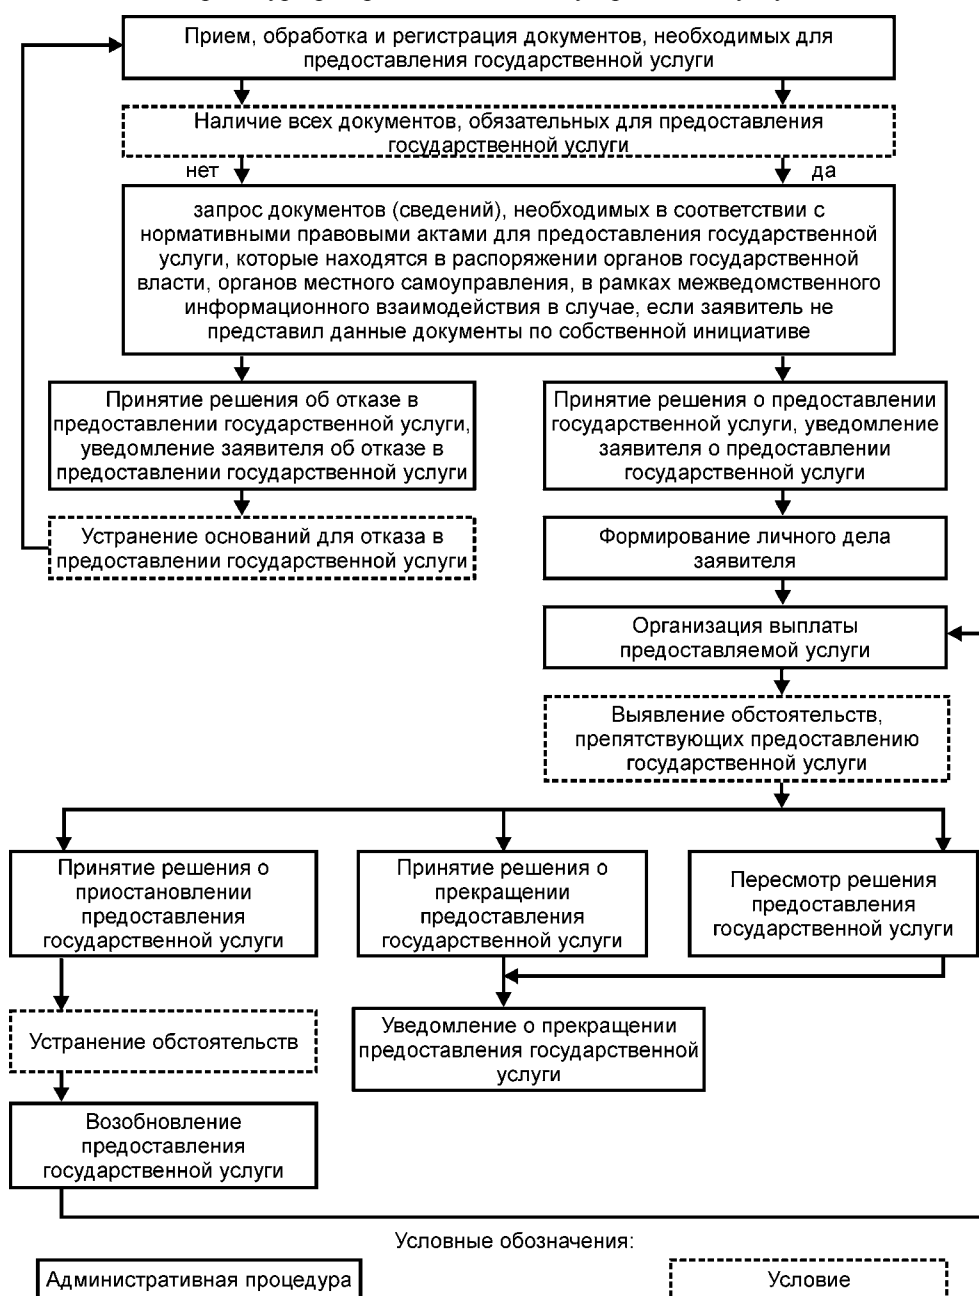 Прием, обработка и регистрация документов, необходимых для
предоставления государственной услуги
Наличие всех документов, обязательных для предоставления
государственной услуги
нет
да
запрос документов (сведений), необходимых в соответствии с
нормативными правовыми актами для предоставления государственной
услуги, которые находятся в распоряжении органов государственной
власти, органов местного самоуправления, в рамках межведомственного
информационного взаимодействия в случае, если заявитель не
представил данные документы по собственной инициативе
Принятие решения об отказе в
предоставлении государственной услуги,
уведомление заявителя об отказе в
предоставлении государственной услуги
Принятие решения о предоставлении
государственной услуги, уведомление
заявителя о предоставлении
государственной услуги
Устранение оснований для отказа в
предоставлении государственной услуги
Формирование личного дела
заявителя
Организация выплаты
предоставляемой услуги
Выявление обстоятельств,
препятствующих предоставлению
государственной услуги
Принятие решения о
приостановлении
предоставления
государственной услуги
Принятие решения о
прекращении
предоставления
государственной услуги
Пересмотр решения
предоставления
государственной услуги
Устранение обстоятельств
Уведомление о прекращении
предоставления государственной
услуги
Возобновление
предоставления
государственной услуги
Условные обозначения:
Административная процедура
Условие